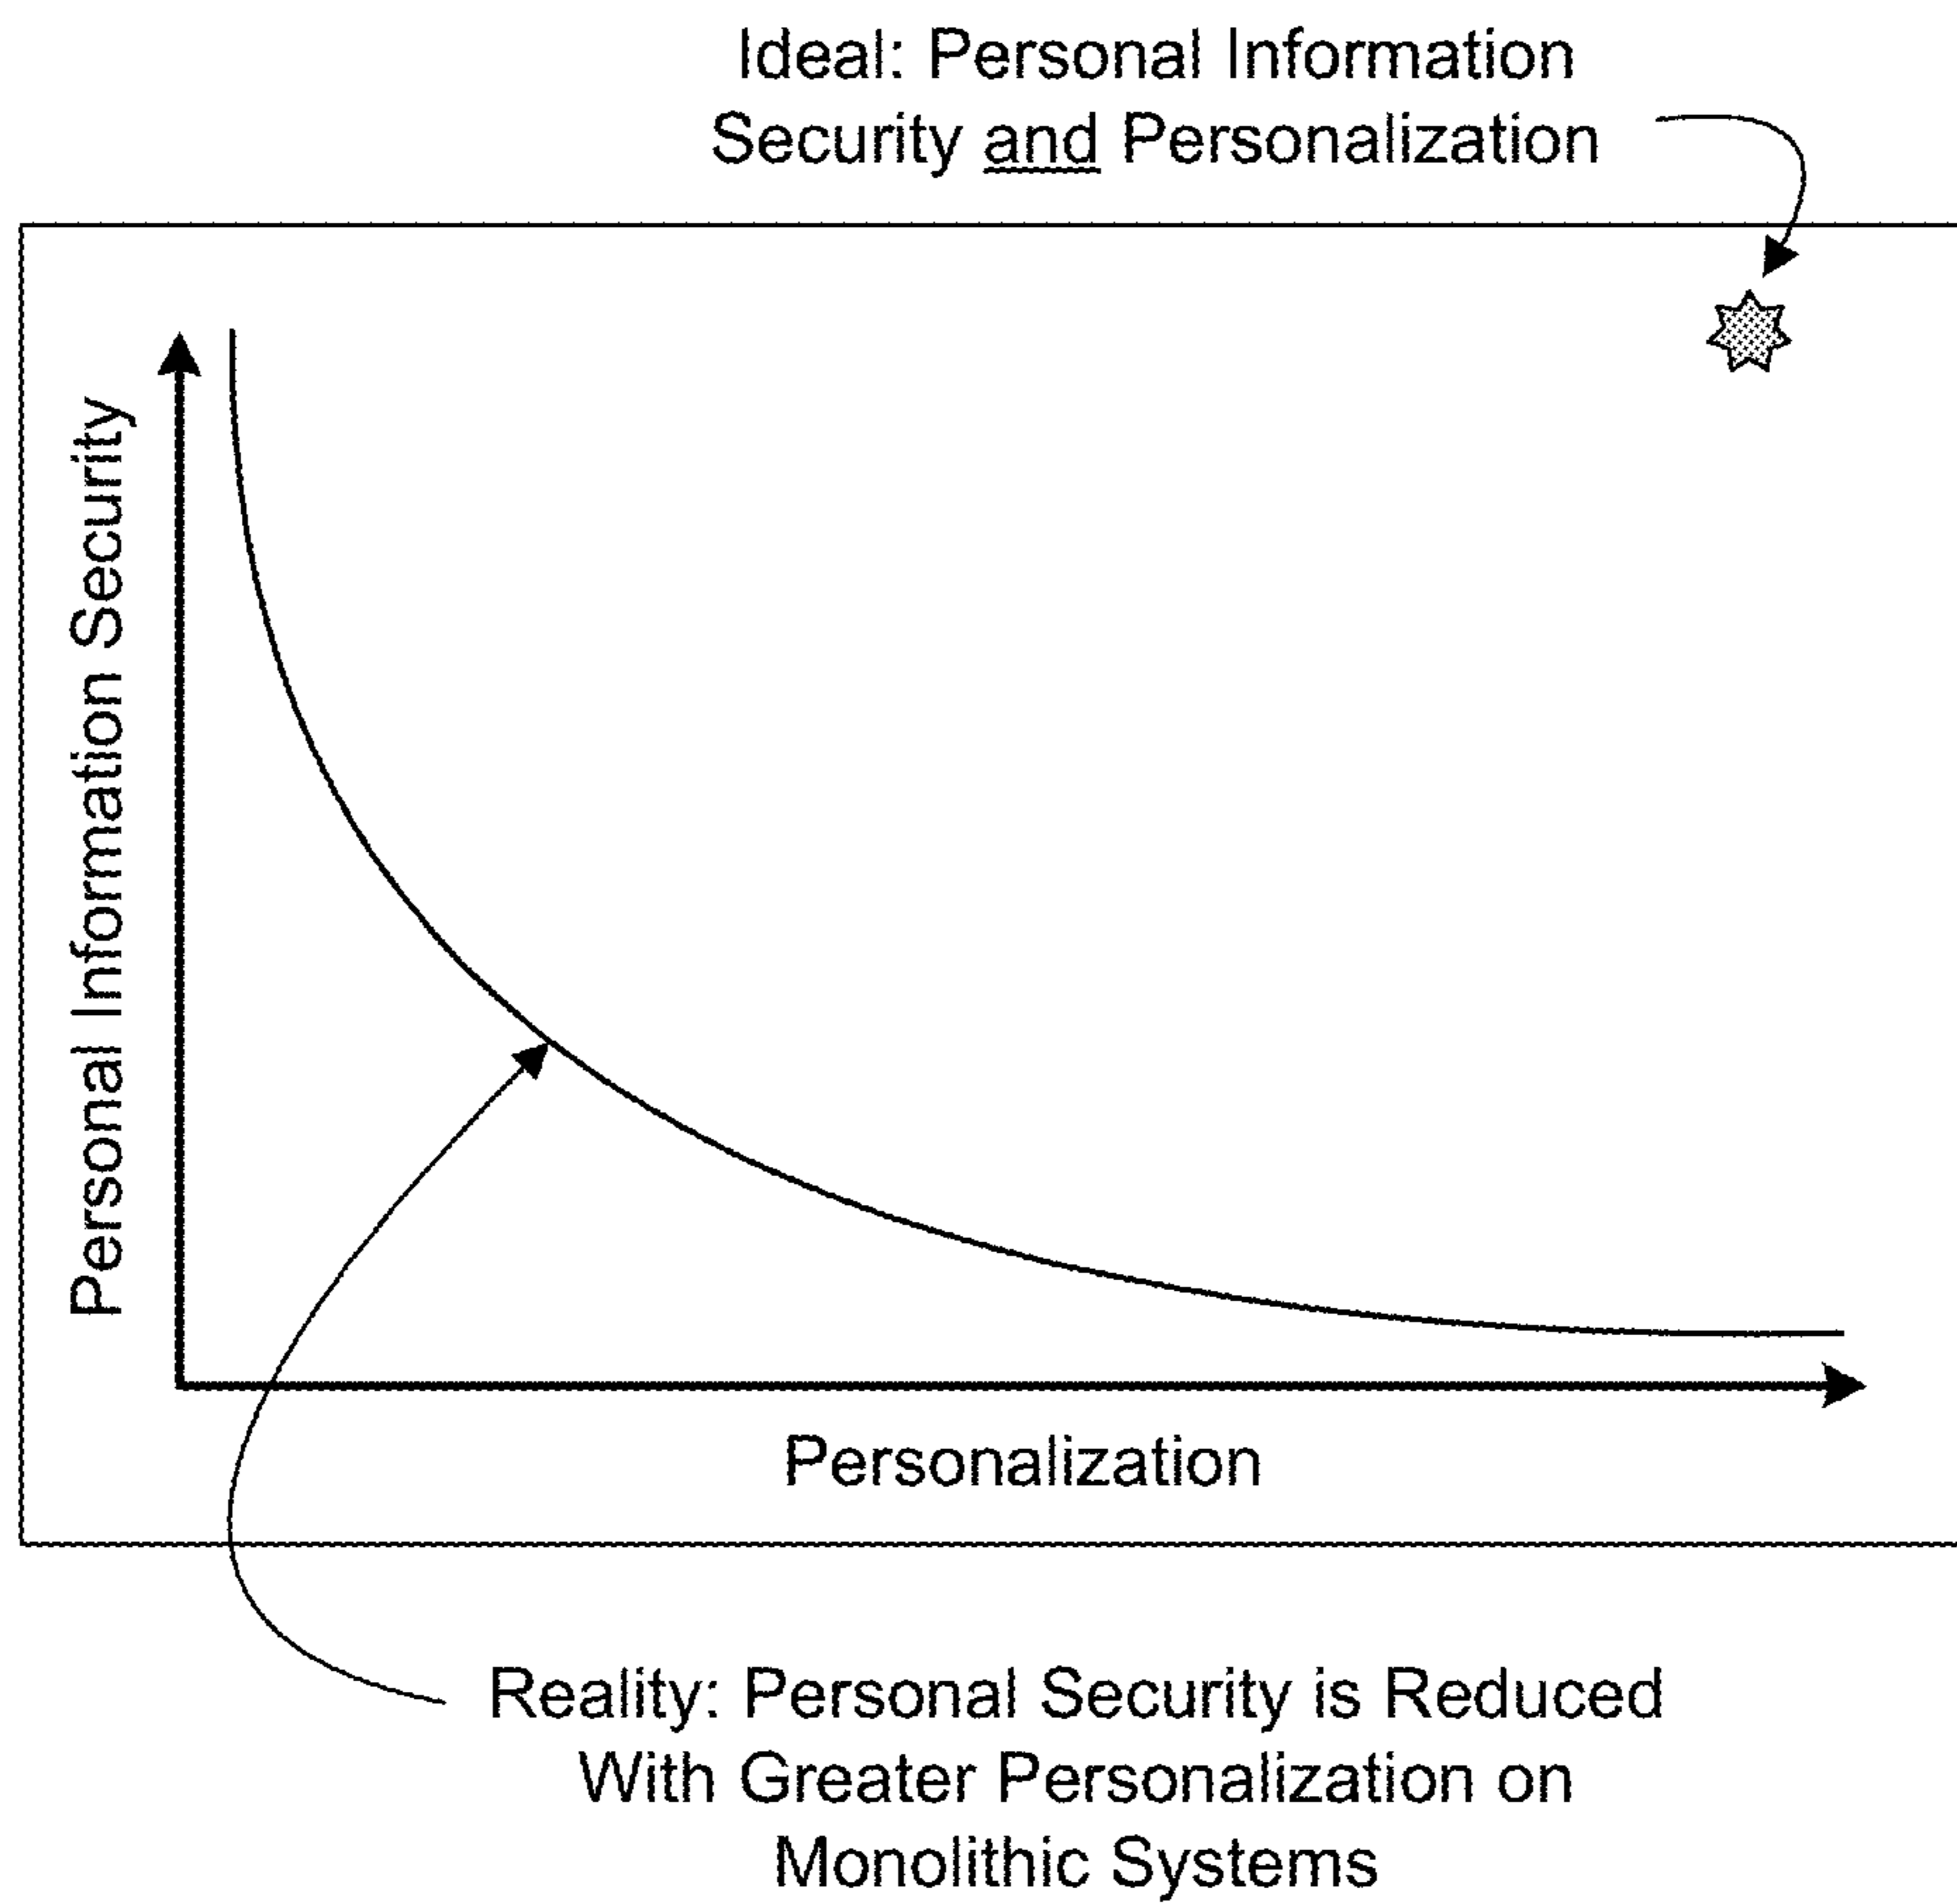 Ideal: Personal Information
Security and Personalization
Personal Information Security
Personalization
Reality: Personal Security is Reduced
With Greater Personalization on
Monolithic Systems